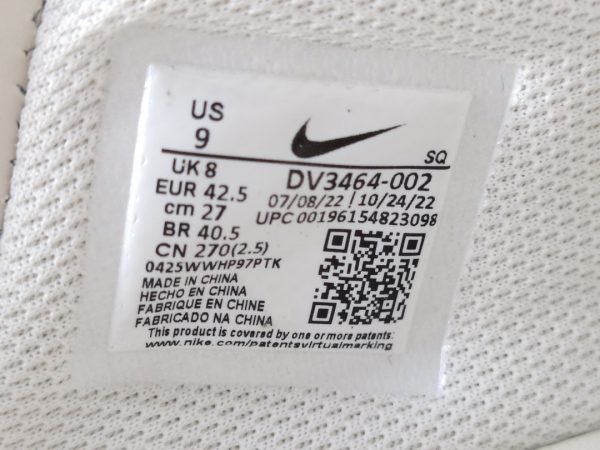 US
9
SQ
UK 8
EUR 42.5
cm 27
BR 40.5
CN 270(2.5)
DV3464-002
07/08/22 | 10/24/22
UPC 00196154823098
0425WWHP97PTK
MADE IN CHINA
HECHO EN CHINA
FABRIQUE EN CHINE
FABRICADO NA CHINA
This product is covered by one or more patents.
www.nike.com/patentsvirtualmarking